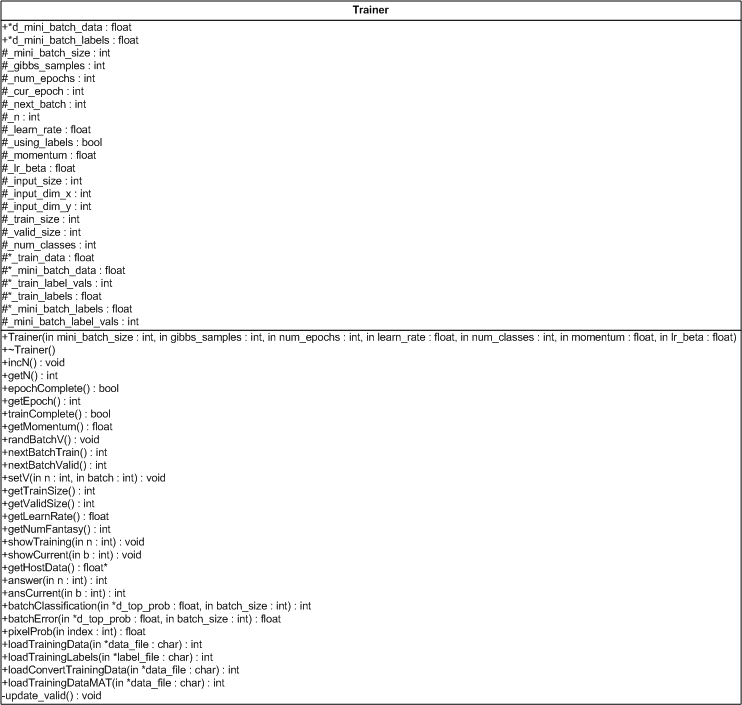 Trainer
+*d_mini_batch_data : float
+*d_mini_batch_labels : float
#_mini_batch_size : int
#_gibbs_samples : int
#_num_epochs : int
#_cur_epoch : int
#_next_batch : int
#_n : int
#_learn_rate : float
#_using_labels : bool
#_momentum : float
#_lr_beta : float
#_input_size : int
#_input_dim_x : int
#_input_dim_y : int
#_train_size : int
#_valid_size : int
#_num_classes : int
#*_train_data : float
#*_mini_batch_data : float
#*_train_label_vals : int
#*_train_labels : float
#*_mini_batch_labels : float
#_mini_batch_label_vals : int
+Trainer(in mini_batch_size : int, in gibbs_samples : int, in num_epochs : int, in learn_rate : float, in num_classes : int, in momentum : float, in lr_beta : float)
+~Trainer()
+incN() : void
+getN() : int
+epochComplete() : bool
+getEpoch() : int
+trainComplete() : bool
+getMomentum() : float
+randBatchV() : void
+nextBatchTrain() : int
+nextBatchValid() : int
+setV(in n : int, in batch : int) : void
+getTrainSize() : int
+getValidSize() : int
+getLearnRate() : float
+getNumFantasy() : int
+showTraining(in n : int) : void
+showCurrent(in b : int) : void
+getHostData() : float*
+answer(in n : int) : int
+ansCurrent(in b : int) : int
+batchClassification(in *d_top_prob : float, in batch_size : int) : int
+batchError(in *d_top_prob : float, in batch_size : int) : float
+pixelProb(in index : int) : float
+loadTrainingData(in *data_file : char) : int
+loadTrainingLabels(in *label_file : char) : int
+loadConvertTrainingData(in *data_file : char) : int
+loadTrainingDataMAT(in *data_file : char) : int
-update_valid() : void